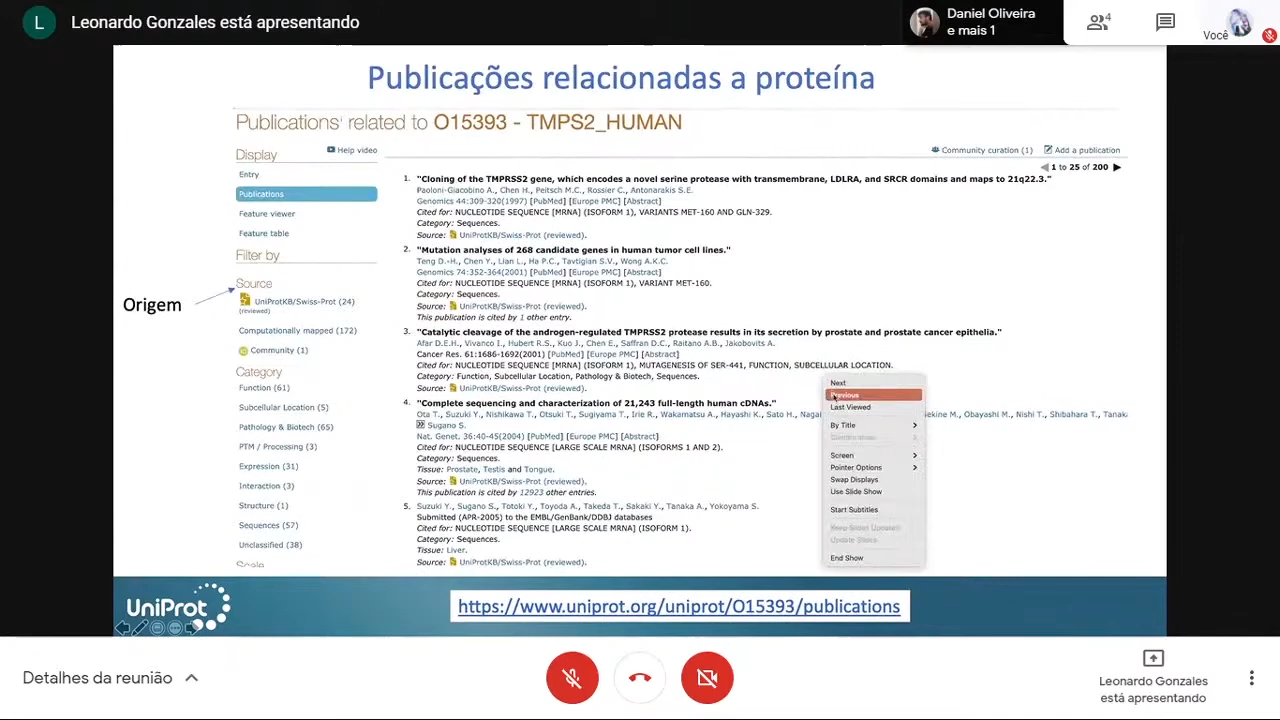 L Leonardo Gonzales está apresentando
Daniel Oliveira
e mais 1
4
Você
Publicações relacionadas a proteína
Publications related to O15393 - TMPS2_HUMAN
Display
Help video
Community curation (1)
Add a publication
1 to 25 of 200
Entry
Publications
Feature viewer
Feature table
Filter by
Source
Origem
UniProtKB/Swiss-Prot (24)
(reviewed)
Computationally mapped (172)
Community (1)
Category
Function (61)
Subcellular Location (5)
Pathology & Biotech (65)
PTM / Processing (3)
Expression (31)
Interaction (3)
Structure (1)
Sequences (57)
Unclassified (38)
Scale
1. "Cloning of the TMPRSS2 gene, which encodes a novel serine protease with transmembrane, LDLRA, and SRCR domains and maps to 21q22.3."
Paoloni-Giacobino A., Chen H., Peitsch M.C., Rossier C., Antonarakis S.E.
Genomics 44:309-320(1997) [PubMed] [Europe PMC] [Abstract]
Cited for: NUCLEOTIDE SEQUENCE [MRNA] (ISOFORM 1), VARIANTS MET-160 AND GLN-329.
Category: Sequences.
Source: UniProtKB/Swiss-Prot (reviewed).
2. "Mutation analyses of 268 candidate genes in human tumor cell lines."
Teng D.-H., Chen Y., Lian L., Ha P.C., Tavtigian S.V., Wong A.K.C.
Genomics 74:352-364(2001) [PubMed] [Europe PMC] [Abstract]
Cited for: NUCLEOTIDE SEQUENCE [MRNA] (ISOFORM 1), VARIANT MET-160.
Category: Sequences.
Source: UniProtKB/Swiss-Prot (reviewed).
This publication is cited by 1 other entry.
3. "Catalytic cleavage of the androgen-regulated TMPRSS2 protease results in its secretion by prostate and prostate cancer epithelia."
Afar D.E.H., Vivanco I., Hubert R.S., Kuo J., Chen E., Saffran D.C., Raitano A.B., Jakobovits A.
Cancer Res. 61:1686-1692(2001) [PubMed] [Europe PMC] [Abstract]
Cited for: NUCLEOTIDE SEQUENCE [MRNA] (ISOFORM 1), MUTAGENESIS OF SER-441, FUNCTION, SUBCELLULAR LOCATION.
Category: Function, Subcellular Location, Pathology & Biotech, Sequences.
Source: UniProtKB/Swiss-Prot (reviewed).
4. "Complete sequencing and characterization of 21,243 full-length human cDNAs."
Ota T., Suzuki Y., Nishikawa T., Otsuki T., Sugiyama T., Irie R., Wakamatsu A., Hayashi K., Sato H., Nagai ekine M., Obayashi M., Nishi T., Shibahara T., Tanaka
Sugano S.
Nat. Genet. 36:40-45(2004) [PubMed] [Europe PMC] [Abstract]
Cited for: NUCLEOTIDE SEQUENCE [LARGE SCALE MRNA] (ISOFORMS 1 AND 2).
Category: Sequences.
Tissue: Prostate, Testis and Tongue.
Source: UniProtKB/Swiss-Prot (reviewed).
This publication is cited by 12923 other entries.
5. Suzuki Y., Sugano S., Totoki Y., Toyoda A., Takeda T., Sakaki Y., Tanaka A., Yokoyama S.
Submitted (APR-2005) to the EMBL/GenBank/DDBJ databases
Cited for: NUCLEOTIDE SEQUENCE [LARGE SCALE MRNA] (ISOFORM 1).
Category: Sequences.
Tissue: Liver.
Source: UniProtKB/Swiss-Prot (reviewed).
Next
Previous
Last Viewed
By Title
Screen
Pointer Options
Swap Displays
Use Slide Show
Start Subtitles
Keep Slides Updated
Update Slides
End Show
UniProt
https://www.uniprot.org/uniprot/O15393/publications
Detalhes da reunião
Leonardo Gonzales
está apresentando